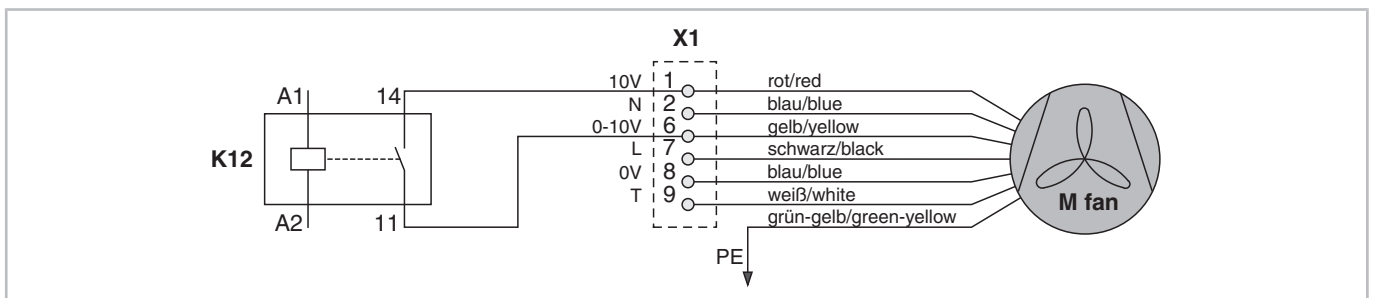 X1
10V 1 rot/red
A1 14
N 2 blau/blue
0-10V 6 gelb/yellow
L 7 schwarz/black
K12
0V 8 blau/blue
T 9 weiß/white
M fan
A2 11
grün-gelb/green-yellow
PE